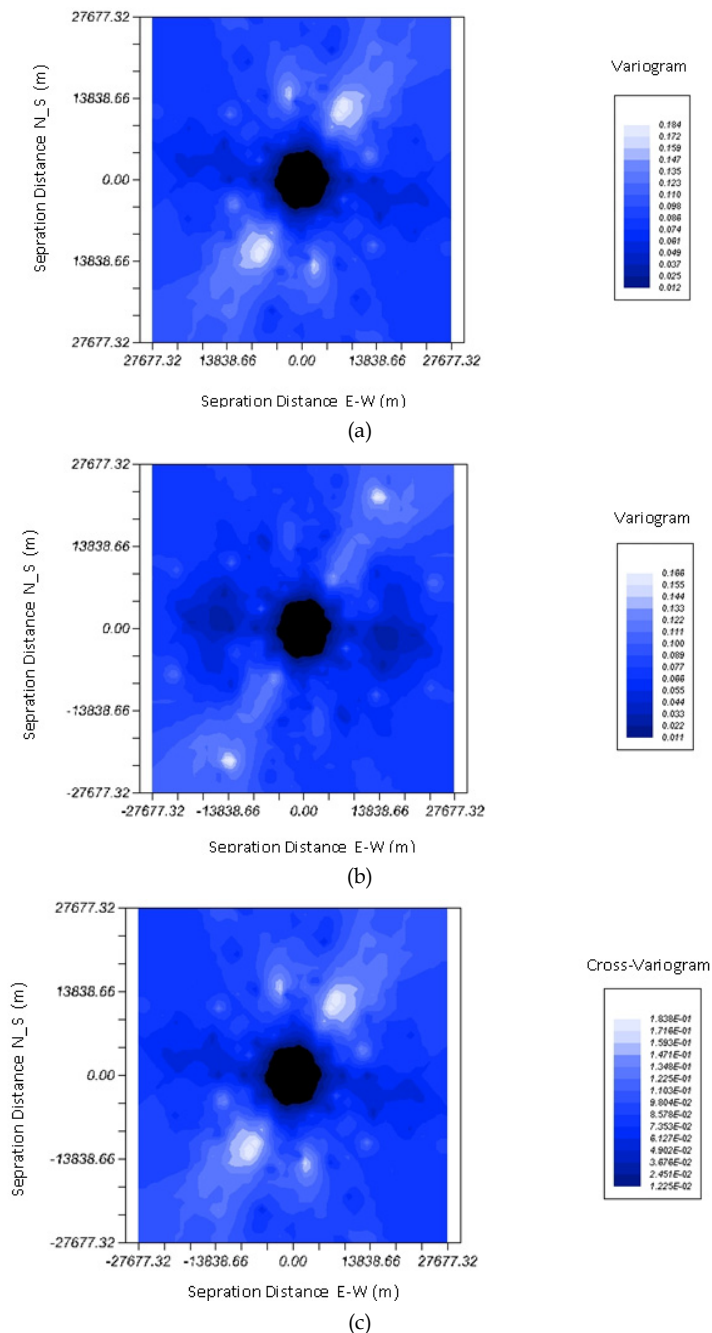 27677.32
13838.66
0.00
13838.66
27677.32
Sepration Distance N_S (m)
27677.32 13838.66 0.00 13838.66 27677.32
Sepration Distance E-W (m)
Variogram
0.184
0.172
0.159
0.147
0.135
0.123
0.110
0.098
0.086
0.074
0.061
0.049
0.037
0.025
0.012
(a)
27677.32
13838.66
0.00
-13838.66
-27677.32
Sepration Distance N_S (m)
-27677.32 -13838.66 0.00 13838.66 27677.32
Sepration Distance E-W (m)
Variogram
0.166
0.155
0.144
0.133
0.122
0.111
0.100
0.089
0.077
0.066
0.055
0.044
0.033
0.022
0.011
(b)
27677.32
13838.66
0.00
-13838.66
-27677.32
Sepration Distance N_S (m)
-27677.32 -13838.66 0.00 13838.66 27677.32
Sepration Distance E-W (m)
Cross-Variogram
1.838E-01
1.716E-01
1.593E-01
1.471E-01
1.348E-01
1.225E-01
1.103E-01
9.804E-02
8.578E-02
7.353E-02
6.127E-02
4.902E-02
3.676E-02
2.451E-02
1.225E-02
(c)